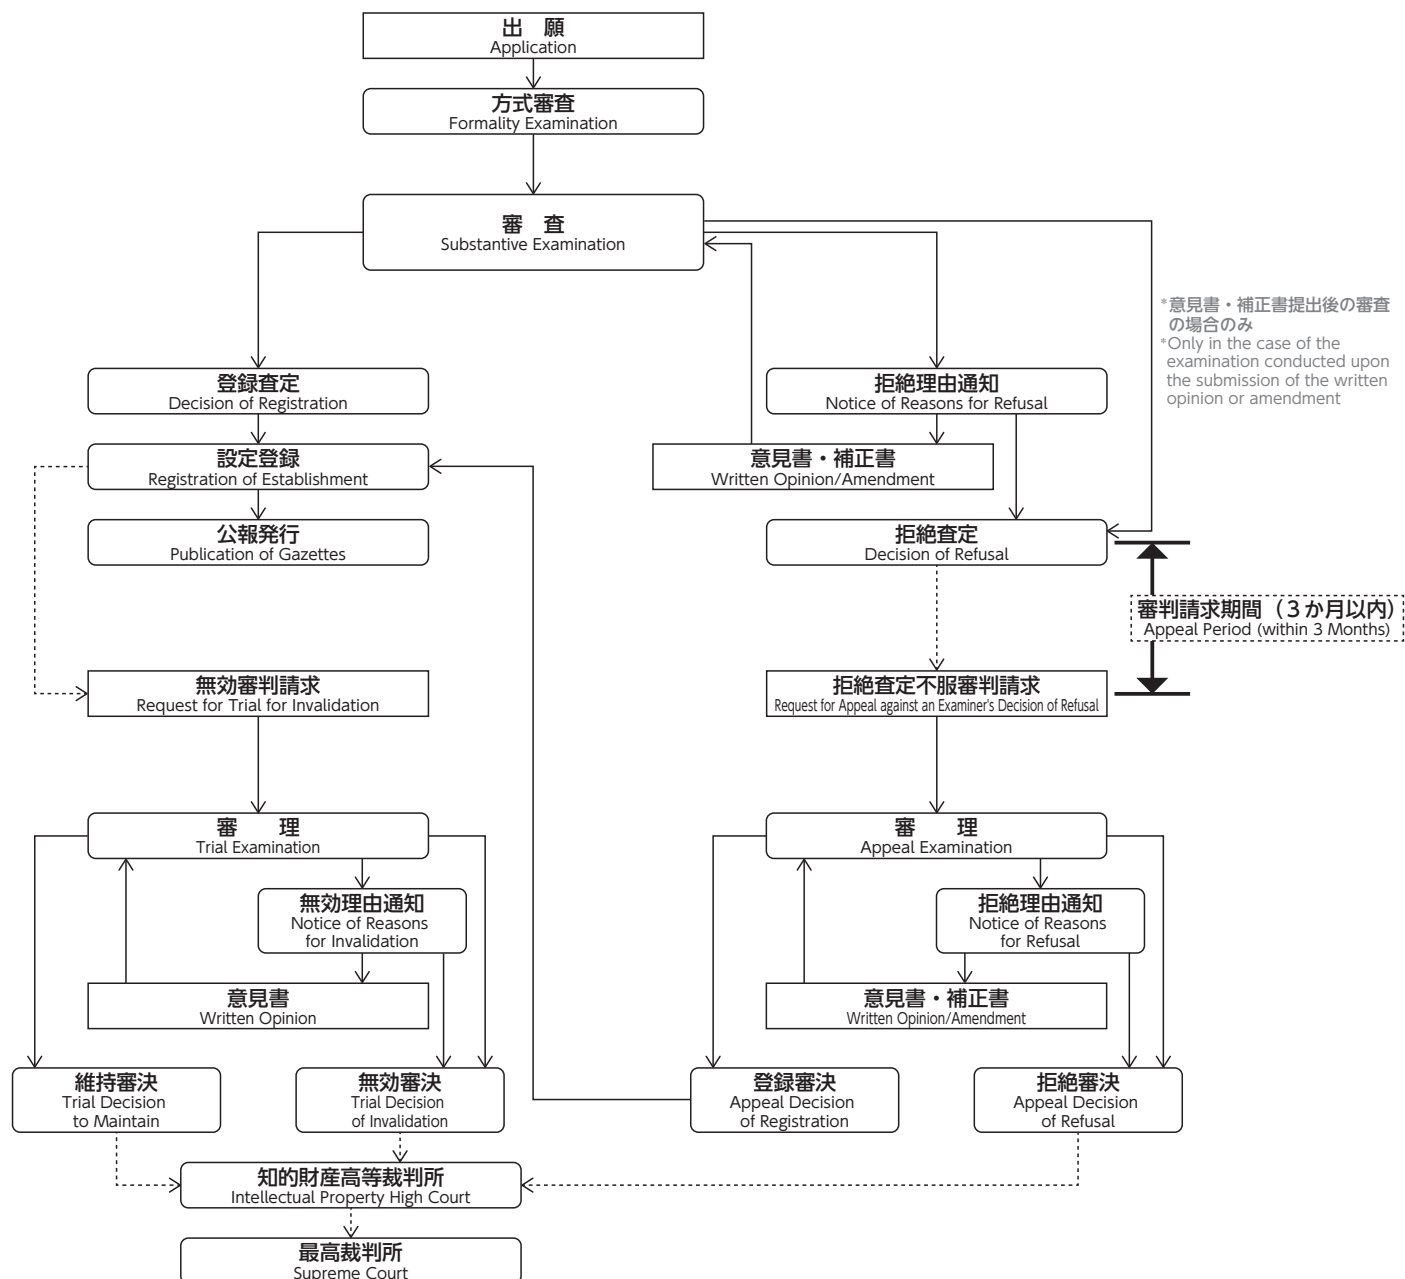 出　願
Application
方式審査
Formality Examination
審　査
Substantive Examination
*意見書・補正書提出後の審査
の場合のみ
*Only in the case of the
examination conducted upon
the submission of the written
opinion or amendment
登録査定
Decision of Registration
拒絶理由通知
Notice of Reasons for Refusal
設定登録
Registration of Establishment
意見書・補正書
Written Opinion/Amendment
公報発行
Publication of Gazettes
拒絶査定
Decision of Refusal
審判請求期間（３か月以内）
Appeal Period (within 3 Months)
無効審判請求
Request for Trial for Invalidation
拒絶査定不服審判請求
Request for Appeal against an Examiner's Decision of Refusal
審　理
Trial Examination
審　理
Appeal Examination
無効理由通知
Notice of Reasons
for Invalidation
拒絶理由通知
Notice of Reasons
for Refusal
意見書
Written Opinion
意見書・補正書
Written Opinion/Amendment
維持審決
Trial Decision
to Maintain
無効審決
Trial Decision
of Invalidation
登録審決
Appeal Decision
of Registration
拒絶審決
Appeal Decision
of Refusal
知的財産高等裁判所
Intellectual Property High Court
最高裁判所
Supreme Court